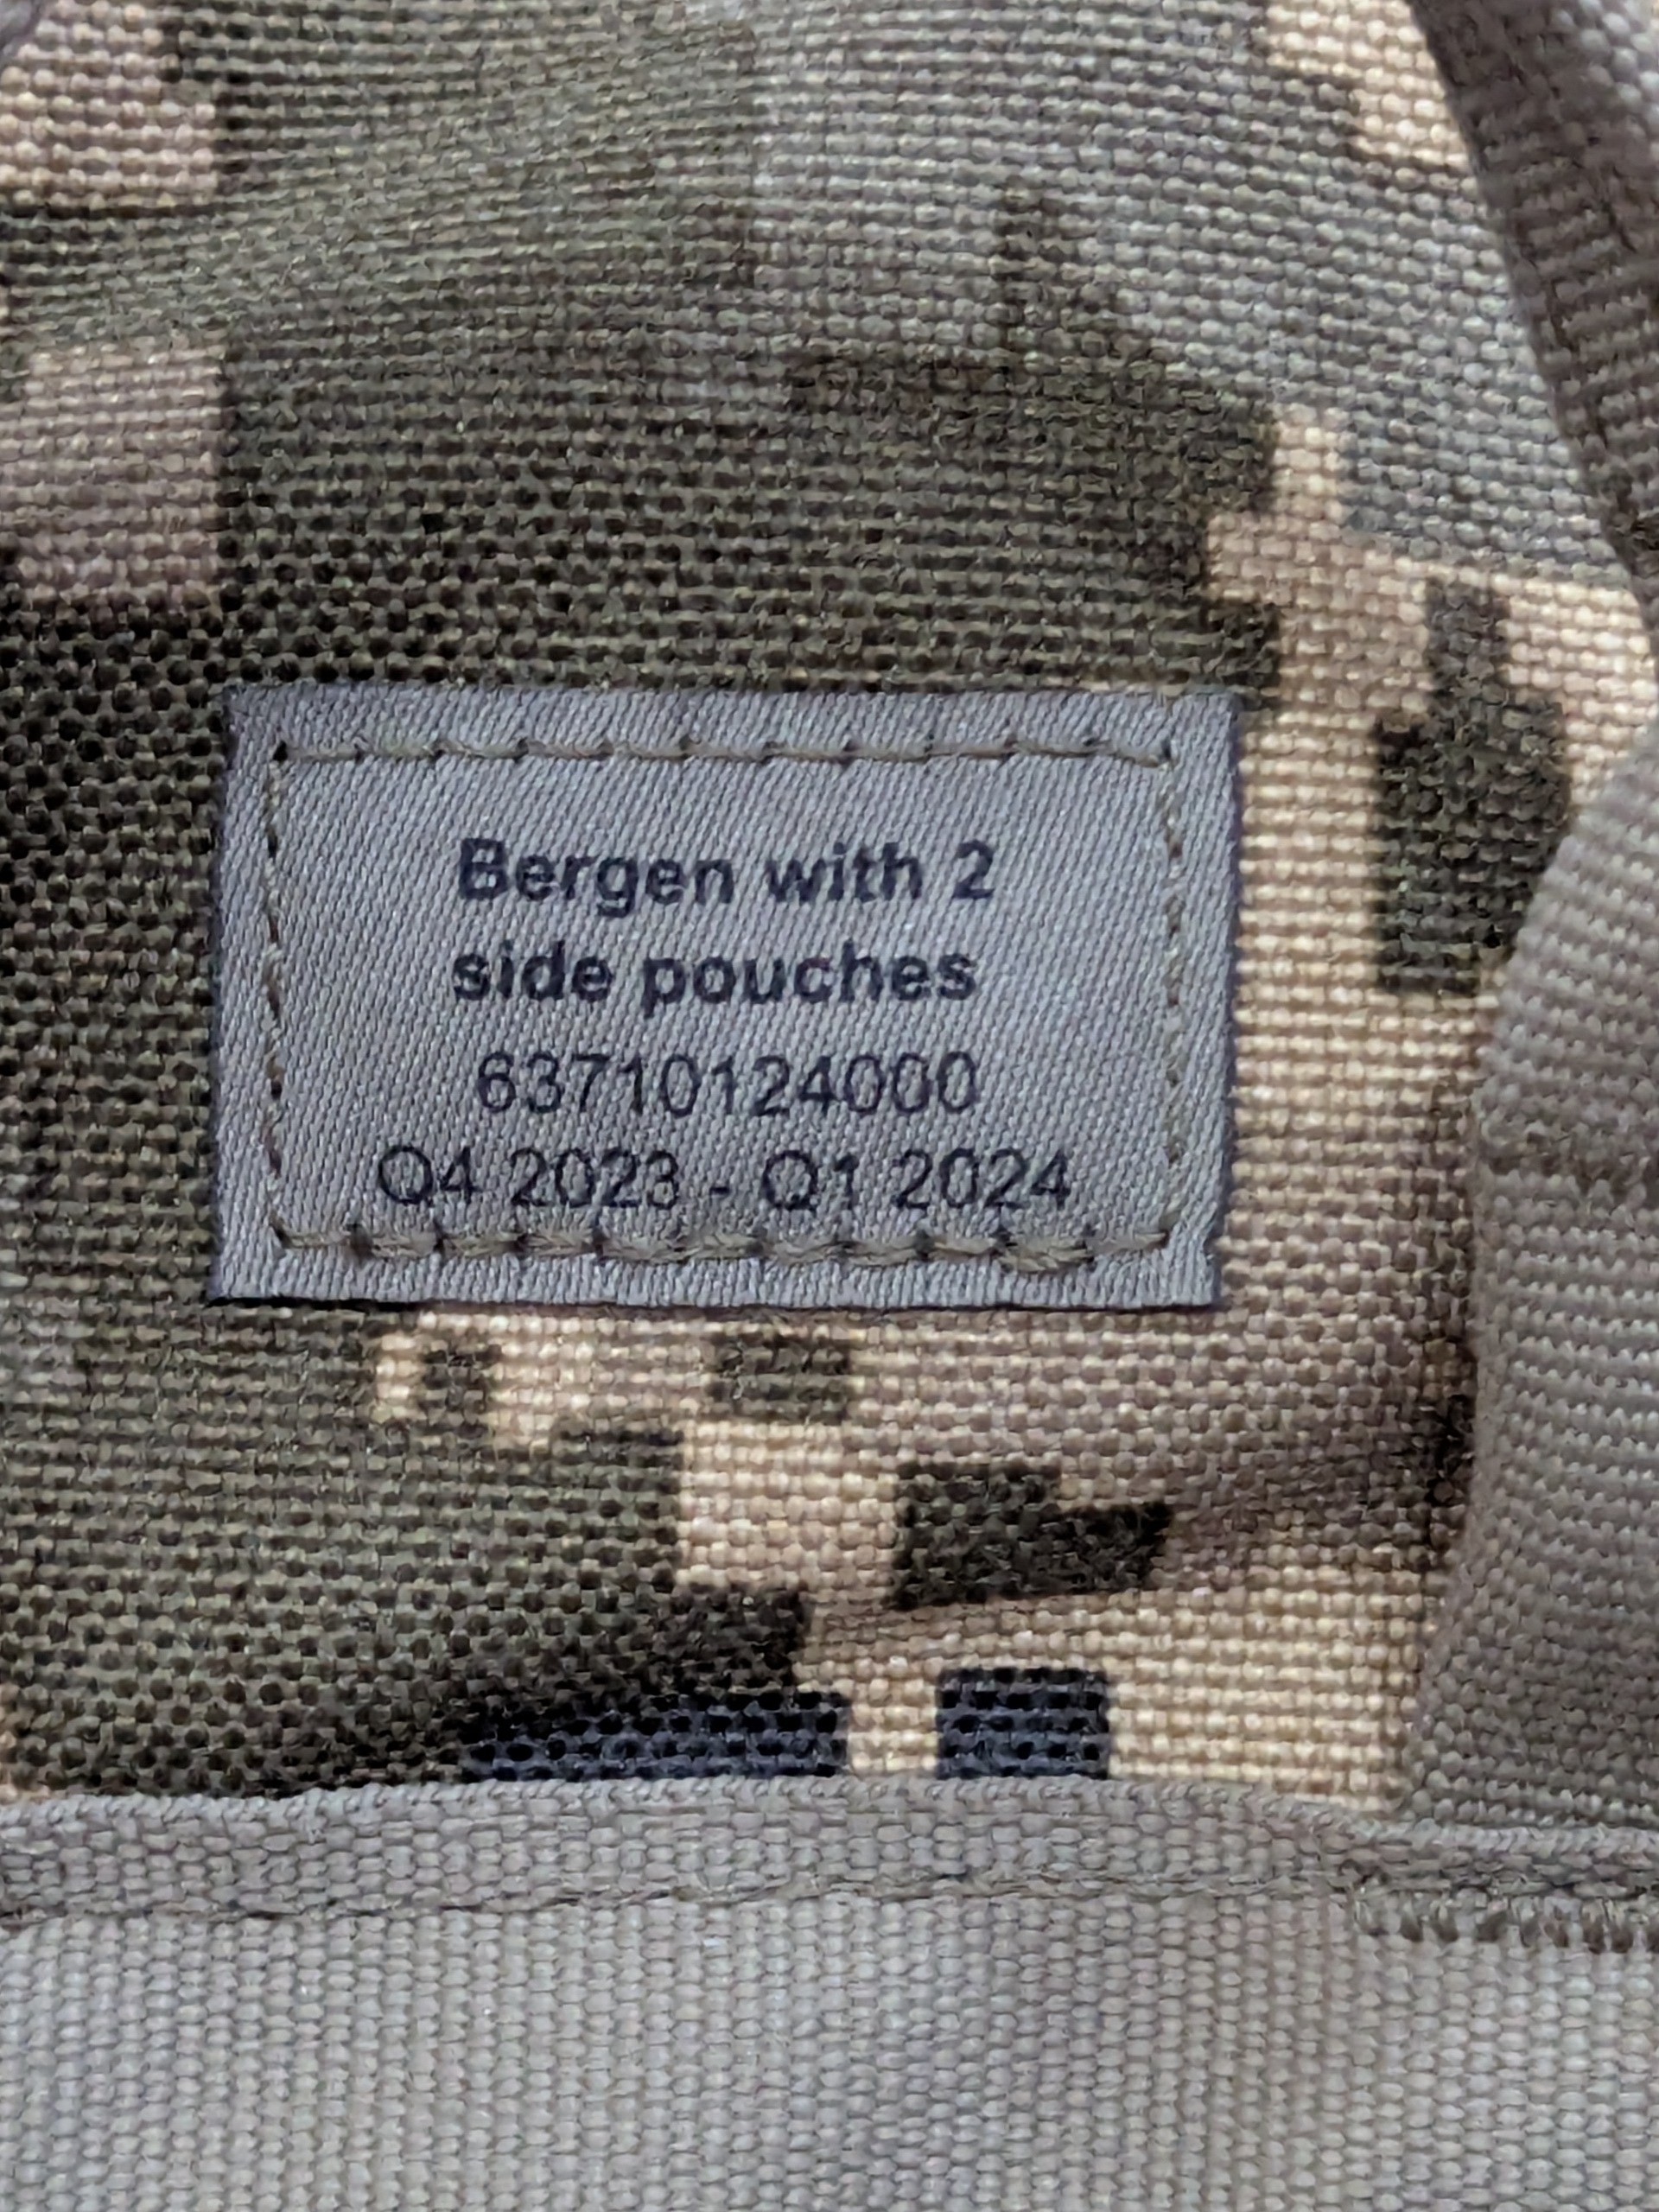 Bergen with 2
side pouches
63710124000
Q4 2023 - Q1 2024